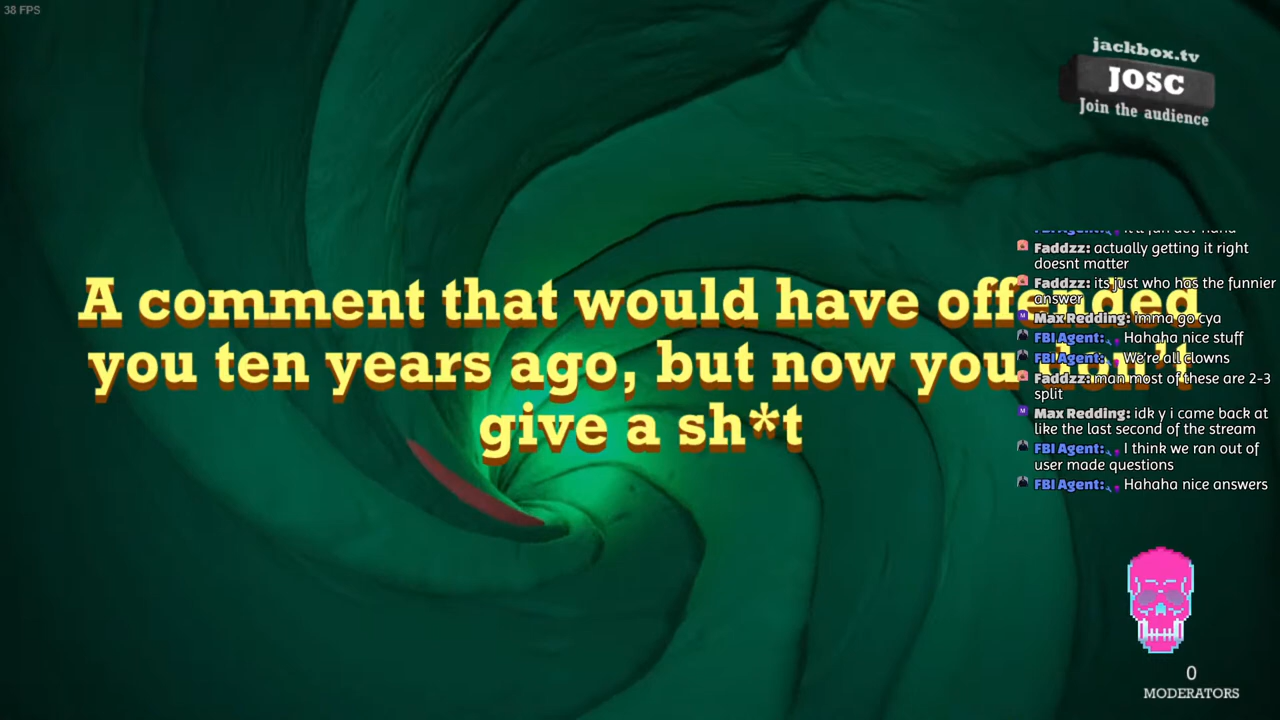 38 FPS
jackbox.tv
JOSC
Join the audience
A comment that would have offended
you ten years ago, but now you don't
give a sh*t
FBI Agent:
Faddzz: actually getting it right
doesnt matter
Faddzz: its just who has the funnier
answer
Max Redding: imma go cya
FBI Agent: Hahaha nice stuff
FBI Agent: We're all clowns
Faddzz: man most of these are 2-3
split
Max Redding: idk y i came back at
like the last second of the stream
FBI Agent: I think we ran out of
user made questions
FBI Agent: Hahaha nice answers
0
MODERATORS